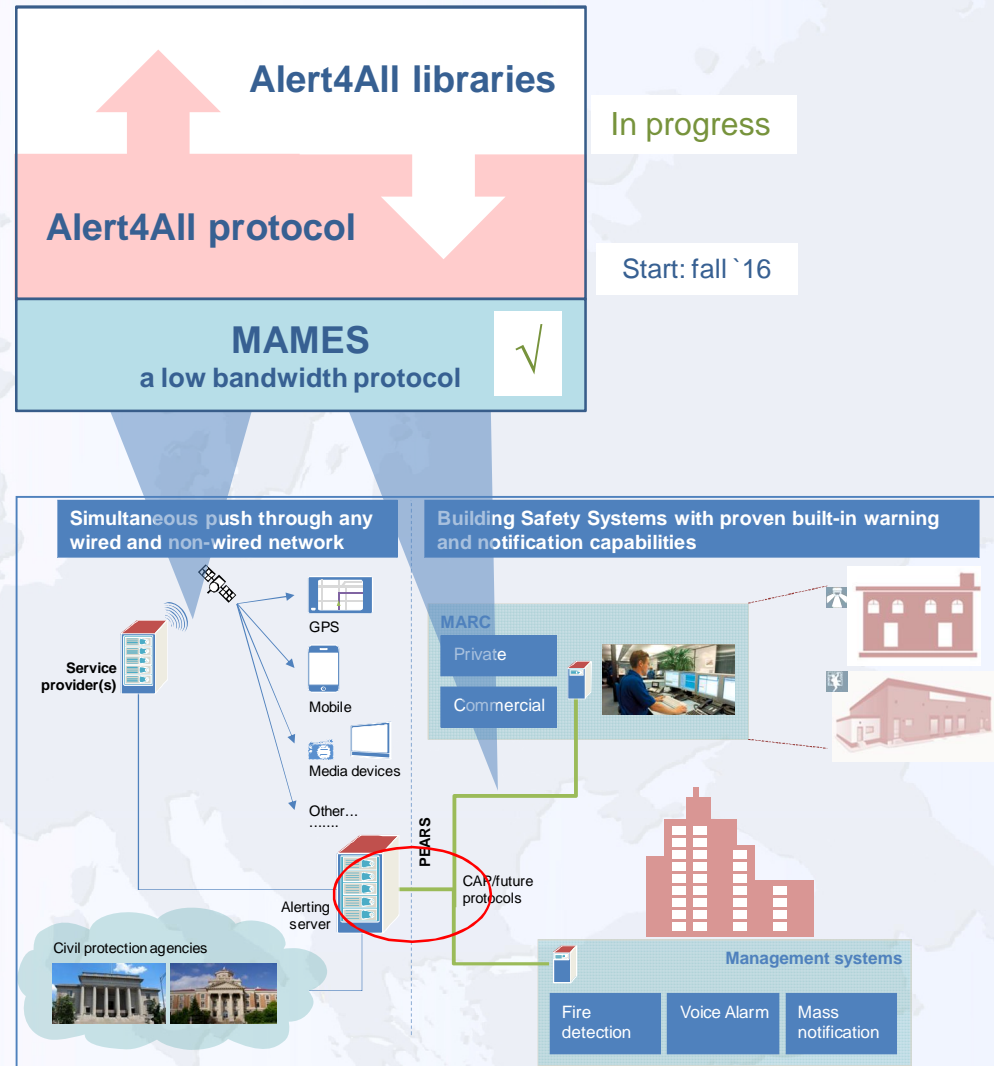 Alert4All libraries
In progress
Alert4All protocol
Start: fall `16
MAMES
a low bandwidth protocol
√
Simultaneous push through any
wired and non-wired network
Building Safety Systems with proven built-in warning
and notification capabilities
GPS
Service
provider(s)
Mobile
Media devices
Other...
.......
MARC
Private
Commercial
PEARS
CAP/future
protocols
Alerting
server
Civil protection agencies
Management systems
Fire
detection
Voice Alarm
Mass
notification